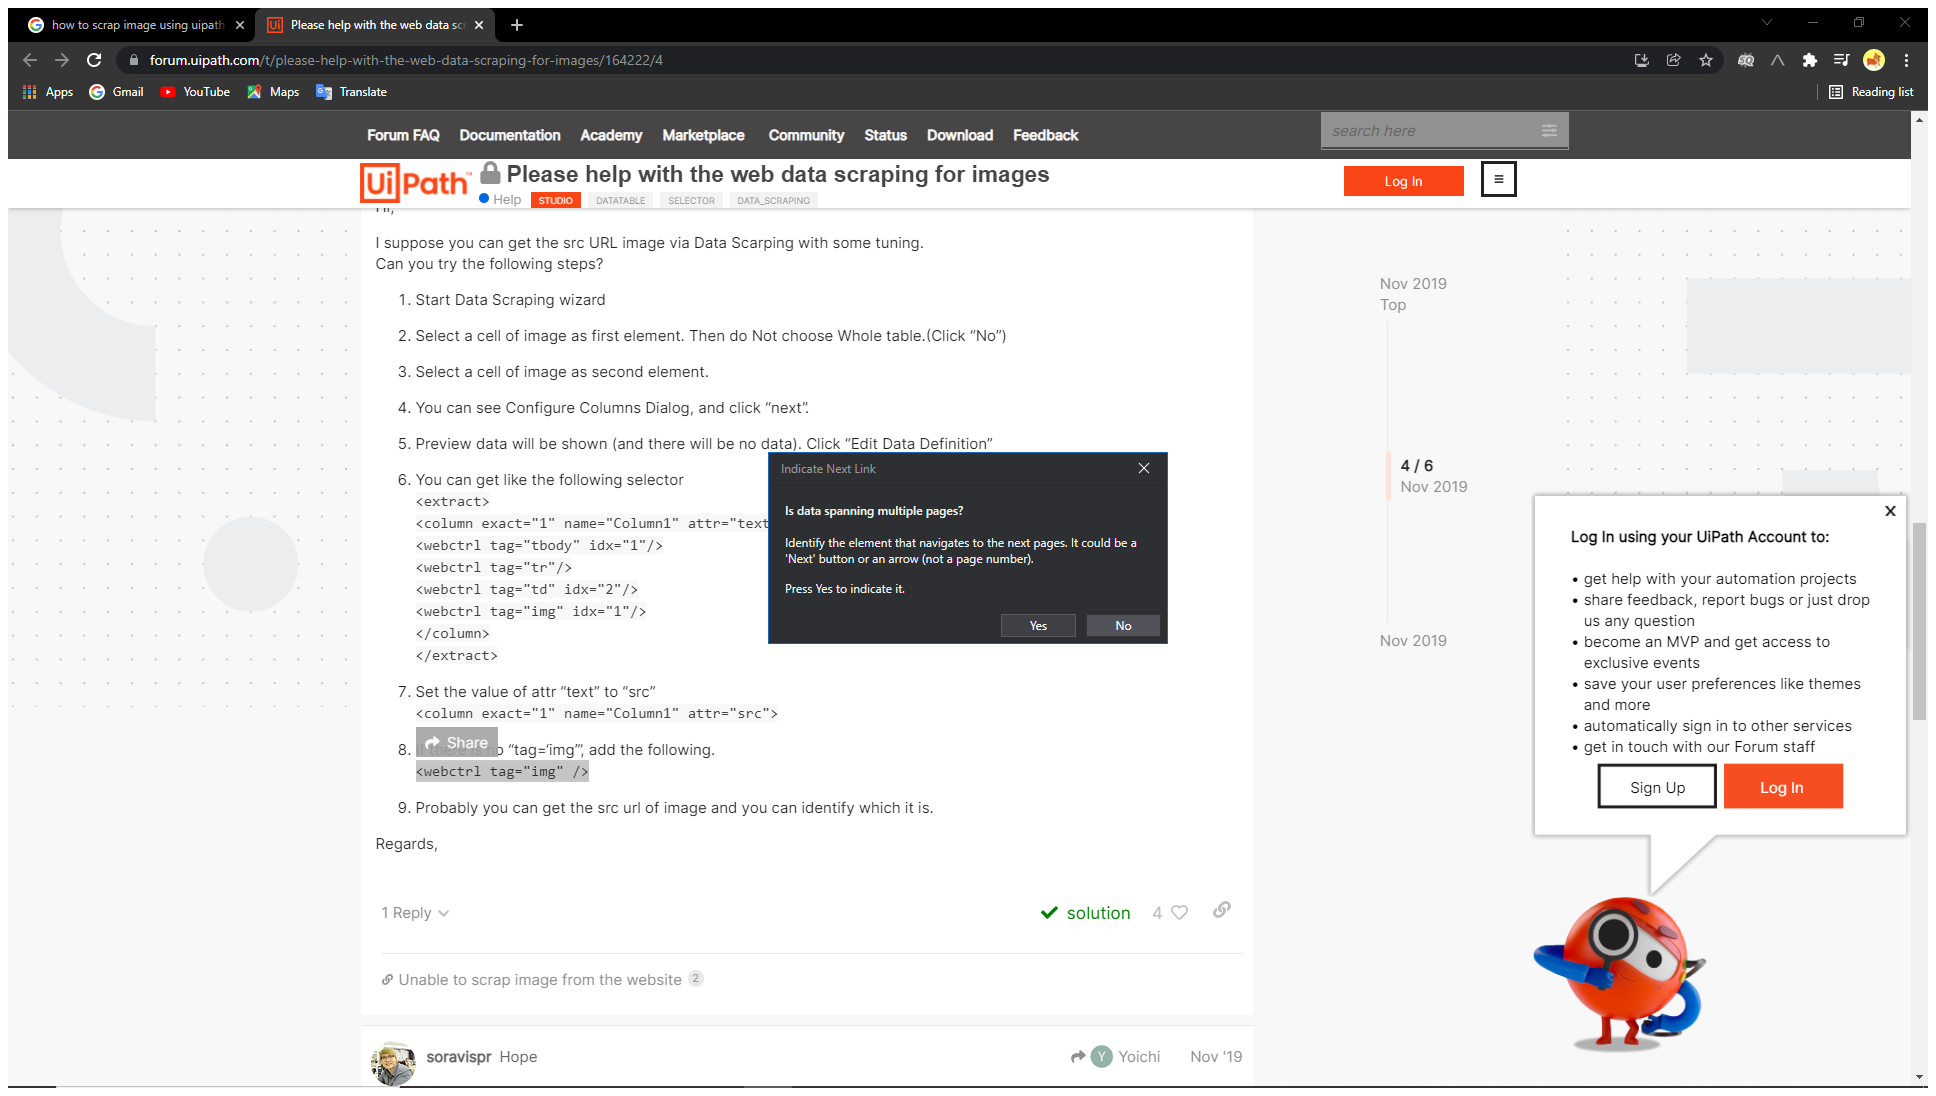 how to scrap image using uipath
Please help with the web data scr
forum.uipath.com/t/please-help-with-the-web-data-scraping-for-images/164222/4
Apps Gmail YouTube Maps Translate Reading list
Forum FAQ Documentation Academy Marketplace Community Status Download Feedback
search here
UiPath™ Please help with the web data scraping for images
Help STUDIO DATATABLE SELECTOR DATA_SCRAPING
Log In
Hi,
I suppose you can get the src URL image via Data Scarping with some tuning.
Can you try the following steps?
1. Start Data Scraping wizard
2. Select a cell of image as first element. Then do Not choose Whole table.(Click “No”)
3. Select a cell of image as second element.
4. You can see Configure Columns Dialog, and click “next”.
5. Preview data will be shown (and there will be no data). Click “Edit Data Definition”
6. You can get like the following selector
<extract>
<column exact="1" name="Column1" attr="text
<webctrl tag="tbody" idx="1"/>
<webctrl tag="tr"/>
<webctrl tag="td" idx="2"/>
<webctrl tag="img" idx="1"/>
</column>
</extract>
7. Set the value of attr “text” to “src”
<column exact="1" name="Column1" attr="src">
Share
8. If there is no “tag=‘img’”, add the following.
<webctrl tag="img" />
9. Probably you can get the src url of image and you can identify which it is.
Regards,
1 Reply
solution 4
Unable to scrap image from the website 2
soravispr Hope
Y Yoichi Nov '19
Indicate Next Link
Is data spanning multiple pages?
Identify the element that navigates to the next pages. It could be a
'Next' button or an arrow (not a page number).
Press Yes to indicate it.
Yes No
Nov 2019
Top
4 / 6
Nov 2019
Nov 2019
x
Log In using your UiPath Account to:
• get help with your automation projects
• share feedback, report bugs or just drop
us any question
• become an MVP and get access to
exclusive events
• save your user preferences like themes
and more
• automatically sign in to other services
• get in touch with our Forum staff
Sign Up Log In